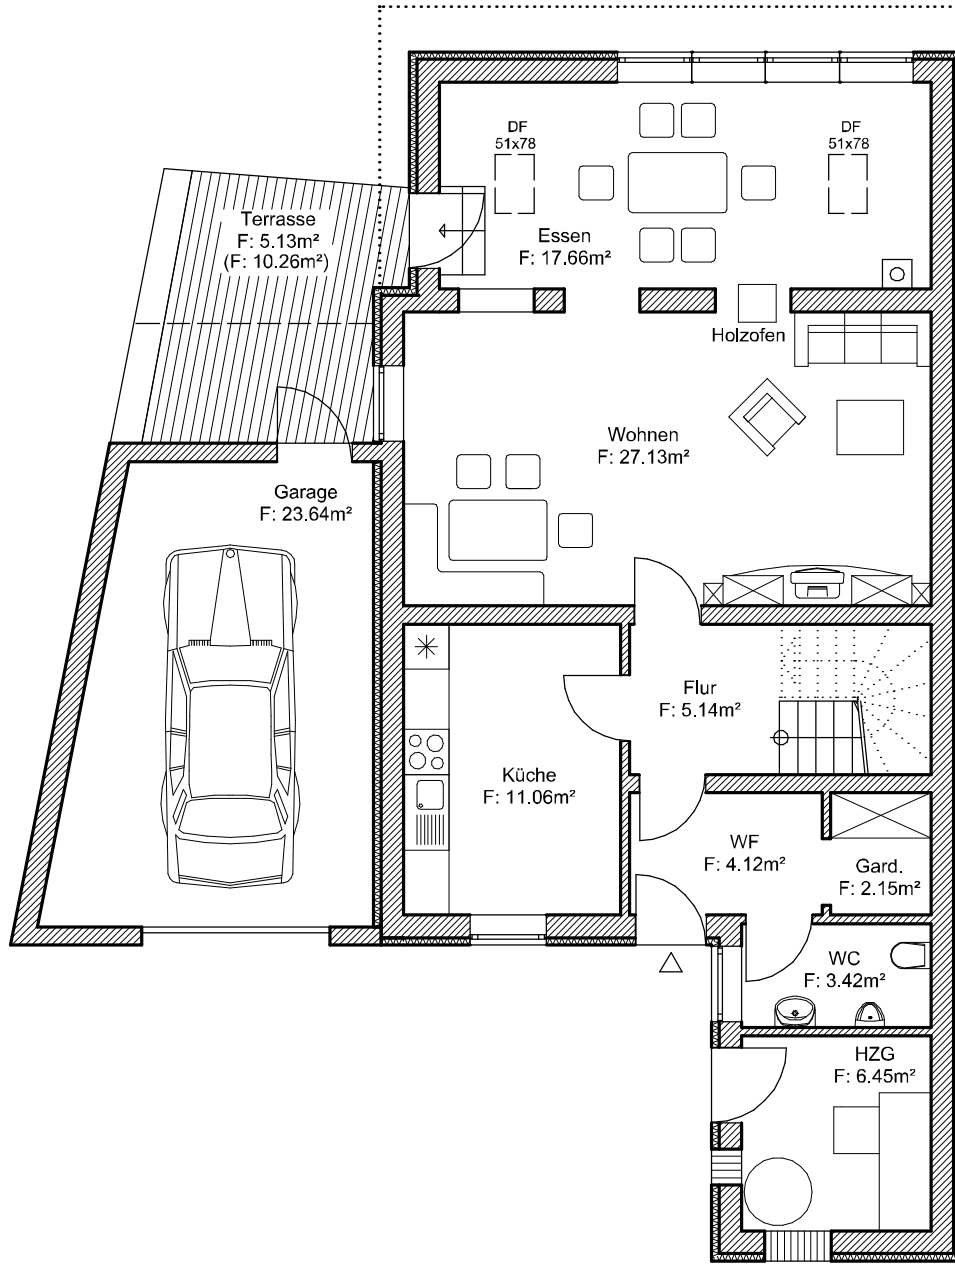 DF
51x78
DF
51x78
Terrasse
F: 5.13m²
(F: 10.26m²)
Essen
F: 17.66m²
Holzofen
Wohnen
F: 27.13m²
Garage
F: 23.64m²
Flur
F: 5.14m²
Küche
F: 11.06m²
WF
F: 4.12m²
Gard.
F: 2.15m²
WC
F: 3.42m²
HZG
F: 6.45m²